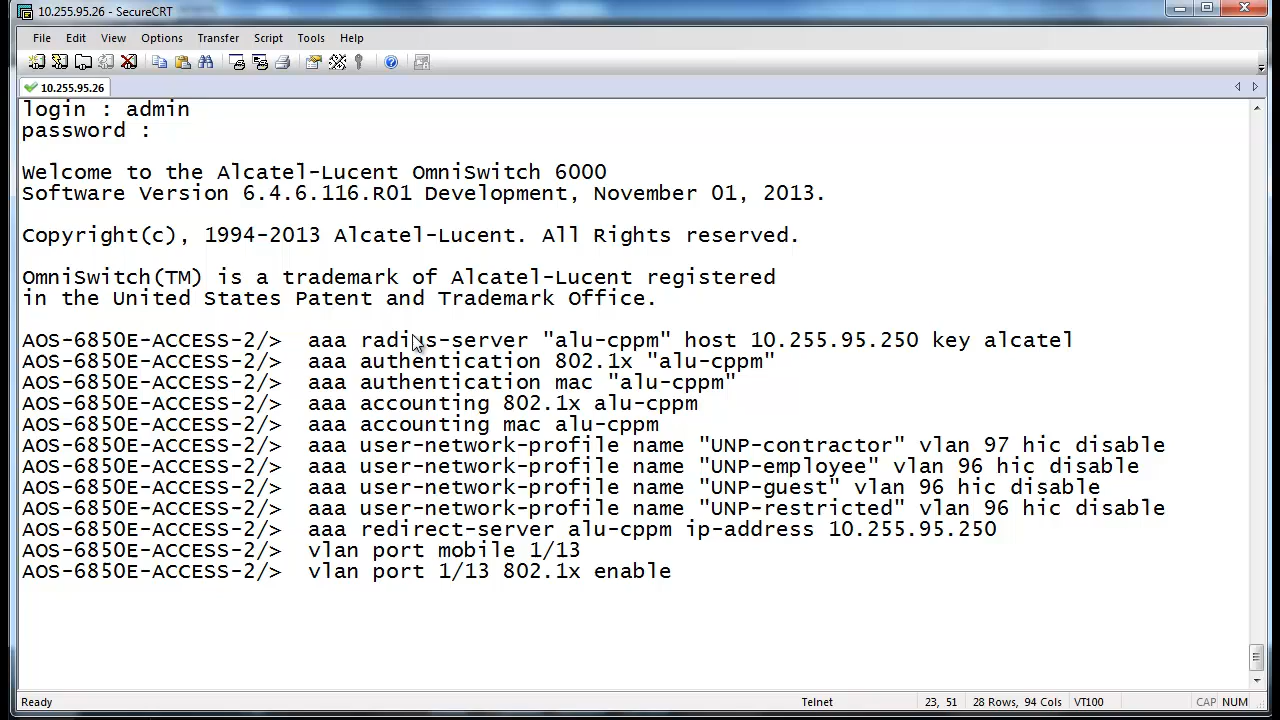 10.255.95.26 - SecureCRT
File Edit View Options Transfer Script Tools Help
10.255.95.26
login : admin
password :
Welcome to the Alcatel-Lucent OmniSwitch 6000
Software Version 6.4.6.116.R01 Development, November 01, 2013.
Copyright(c), 1994-2013 Alcatel-Lucent. All Rights reserved.
OmniSwitch(TM) is a trademark of Alcatel-Lucent registered
in the United States Patent and Trademark Office.
AOS-6850E-ACCESS-2/>  aaa radius-server "alu-cppm" host 10.255.95.250 key alcatel
AOS-6850E-ACCESS-2/>  aaa authentication 802.1x "alu-cppm"
AOS-6850E-ACCESS-2/>  aaa authentication mac "alu-cppm"
AOS-6850E-ACCESS-2/>  aaa accounting 802.1x alu-cppm
AOS-6850E-ACCESS-2/>  aaa accounting mac alu-cppm
AOS-6850E-ACCESS-2/>  aaa user-network-profile name "UNP-contractor" vlan 97 hic disable
AOS-6850E-ACCESS-2/>  aaa user-network-profile name "UNP-employee" vlan 96 hic disable
AOS-6850E-ACCESS-2/>  aaa user-network-profile name "UNP-guest" vlan 96 hic disable
AOS-6850E-ACCESS-2/>  aaa user-network-profile name "UNP-restricted" vlan 96 hic disable
AOS-6850E-ACCESS-2/>  aaa redirect-server alu-cppm ip-address 10.255.95.250
AOS-6850E-ACCESS-2/>  vlan port mobile 1/13
AOS-6850E-ACCESS-2/>  vlan port 1/13 802.1x enable
Ready Telnet 23, 51 28 Rows, 94 Cols VT100 CAP NUM